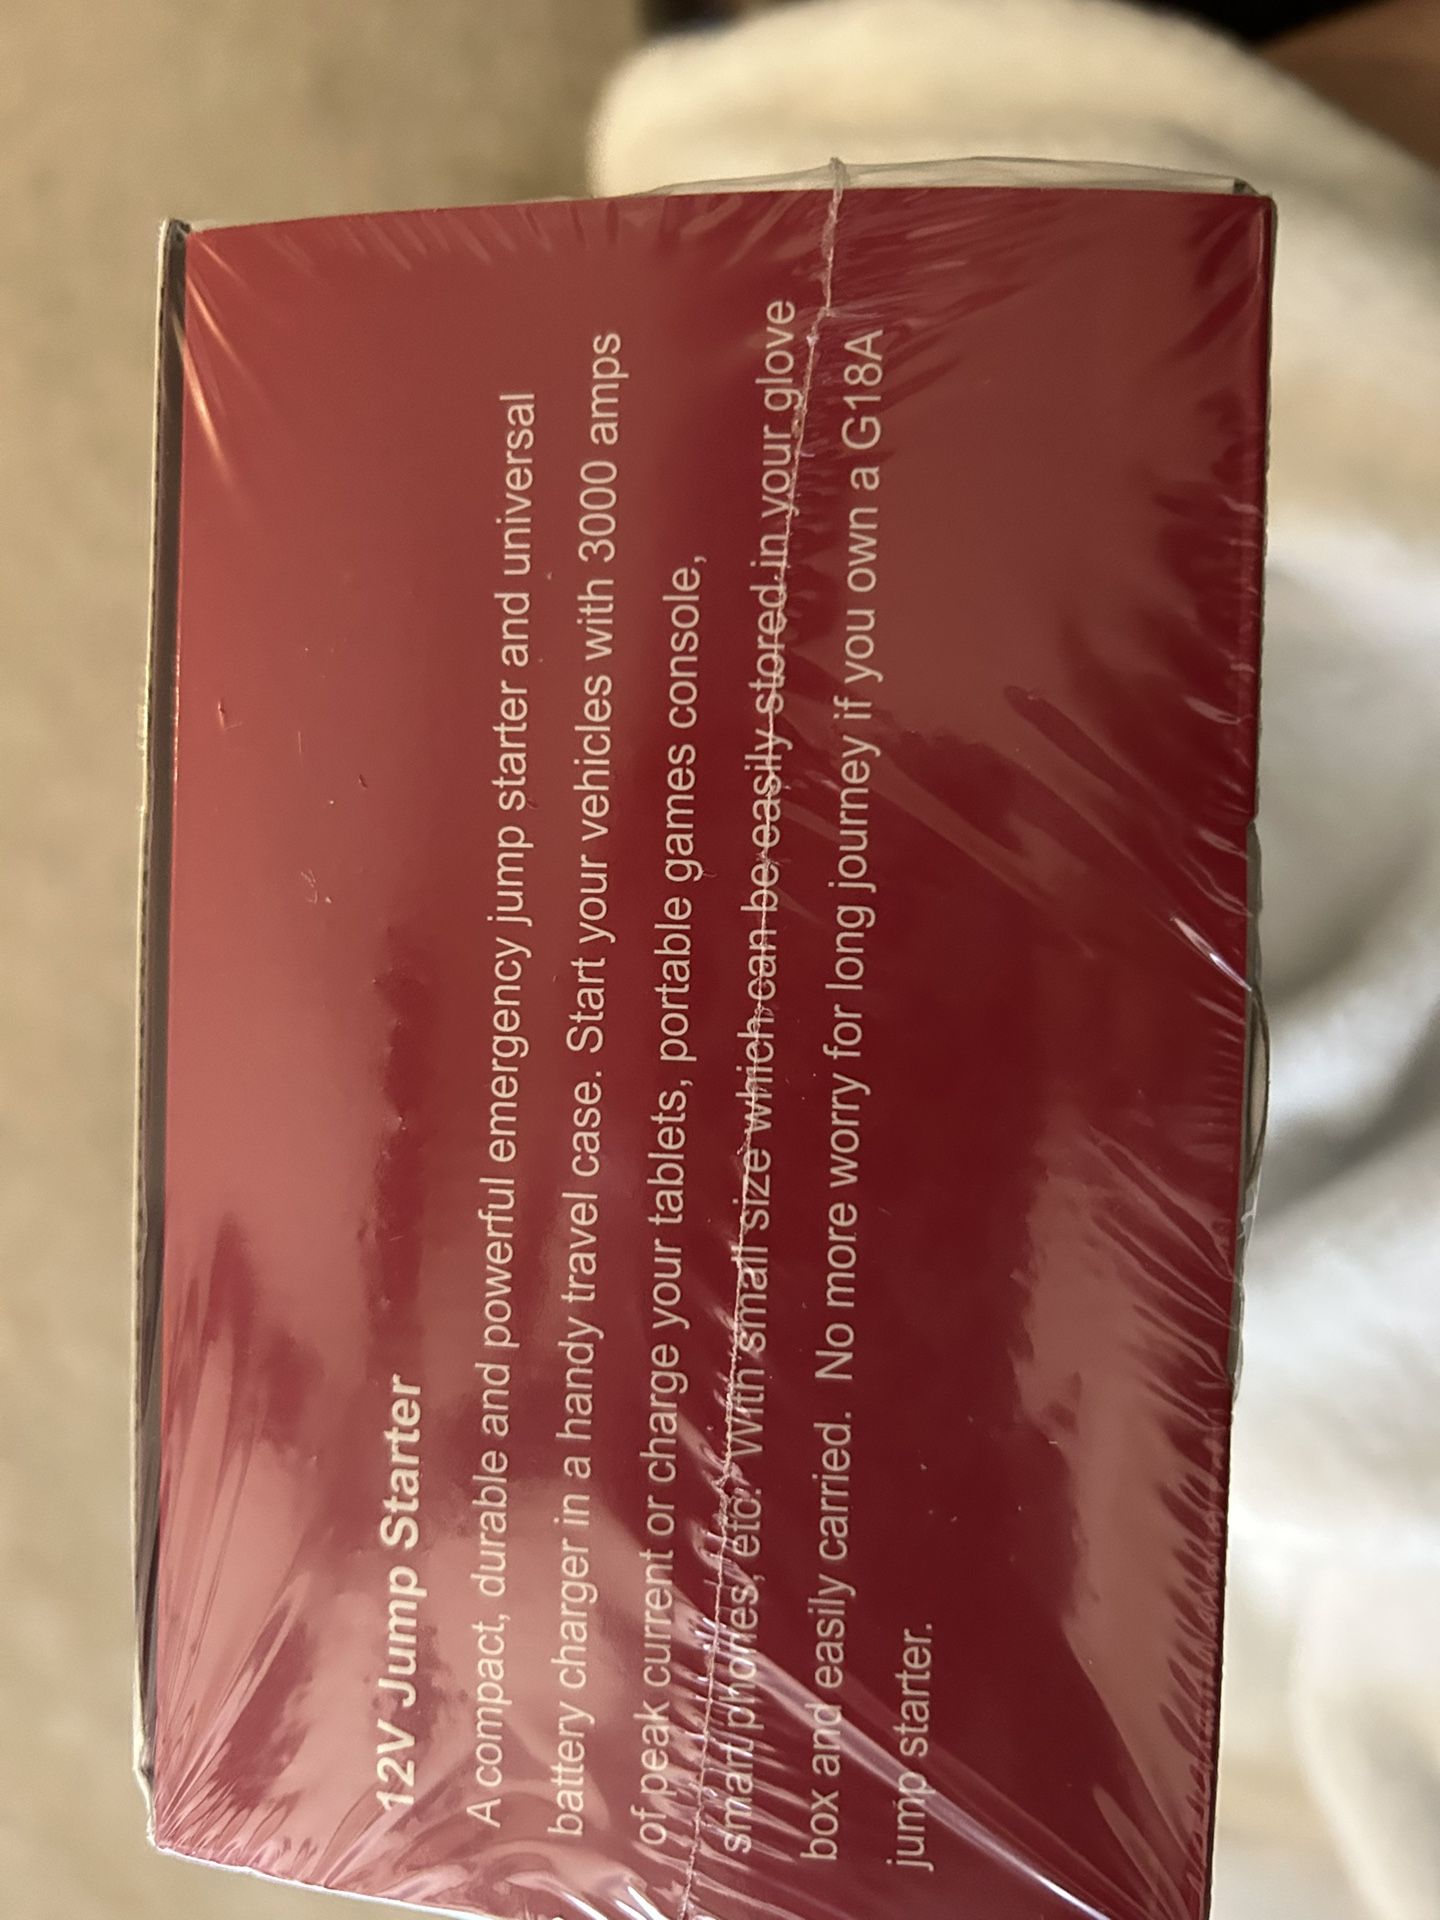 12V Jump Starter
A compact, durable and powerful emergency jump starter and universal
battery charger in a handy travel case. Start your vehicles with 3000 amps
of peak current or charge your tablets, portable games console,
smart phones, etc. With small size which can be easily stored in your glove
box and easily carried. No more worry for long journey if you own a G18A
jump starter.